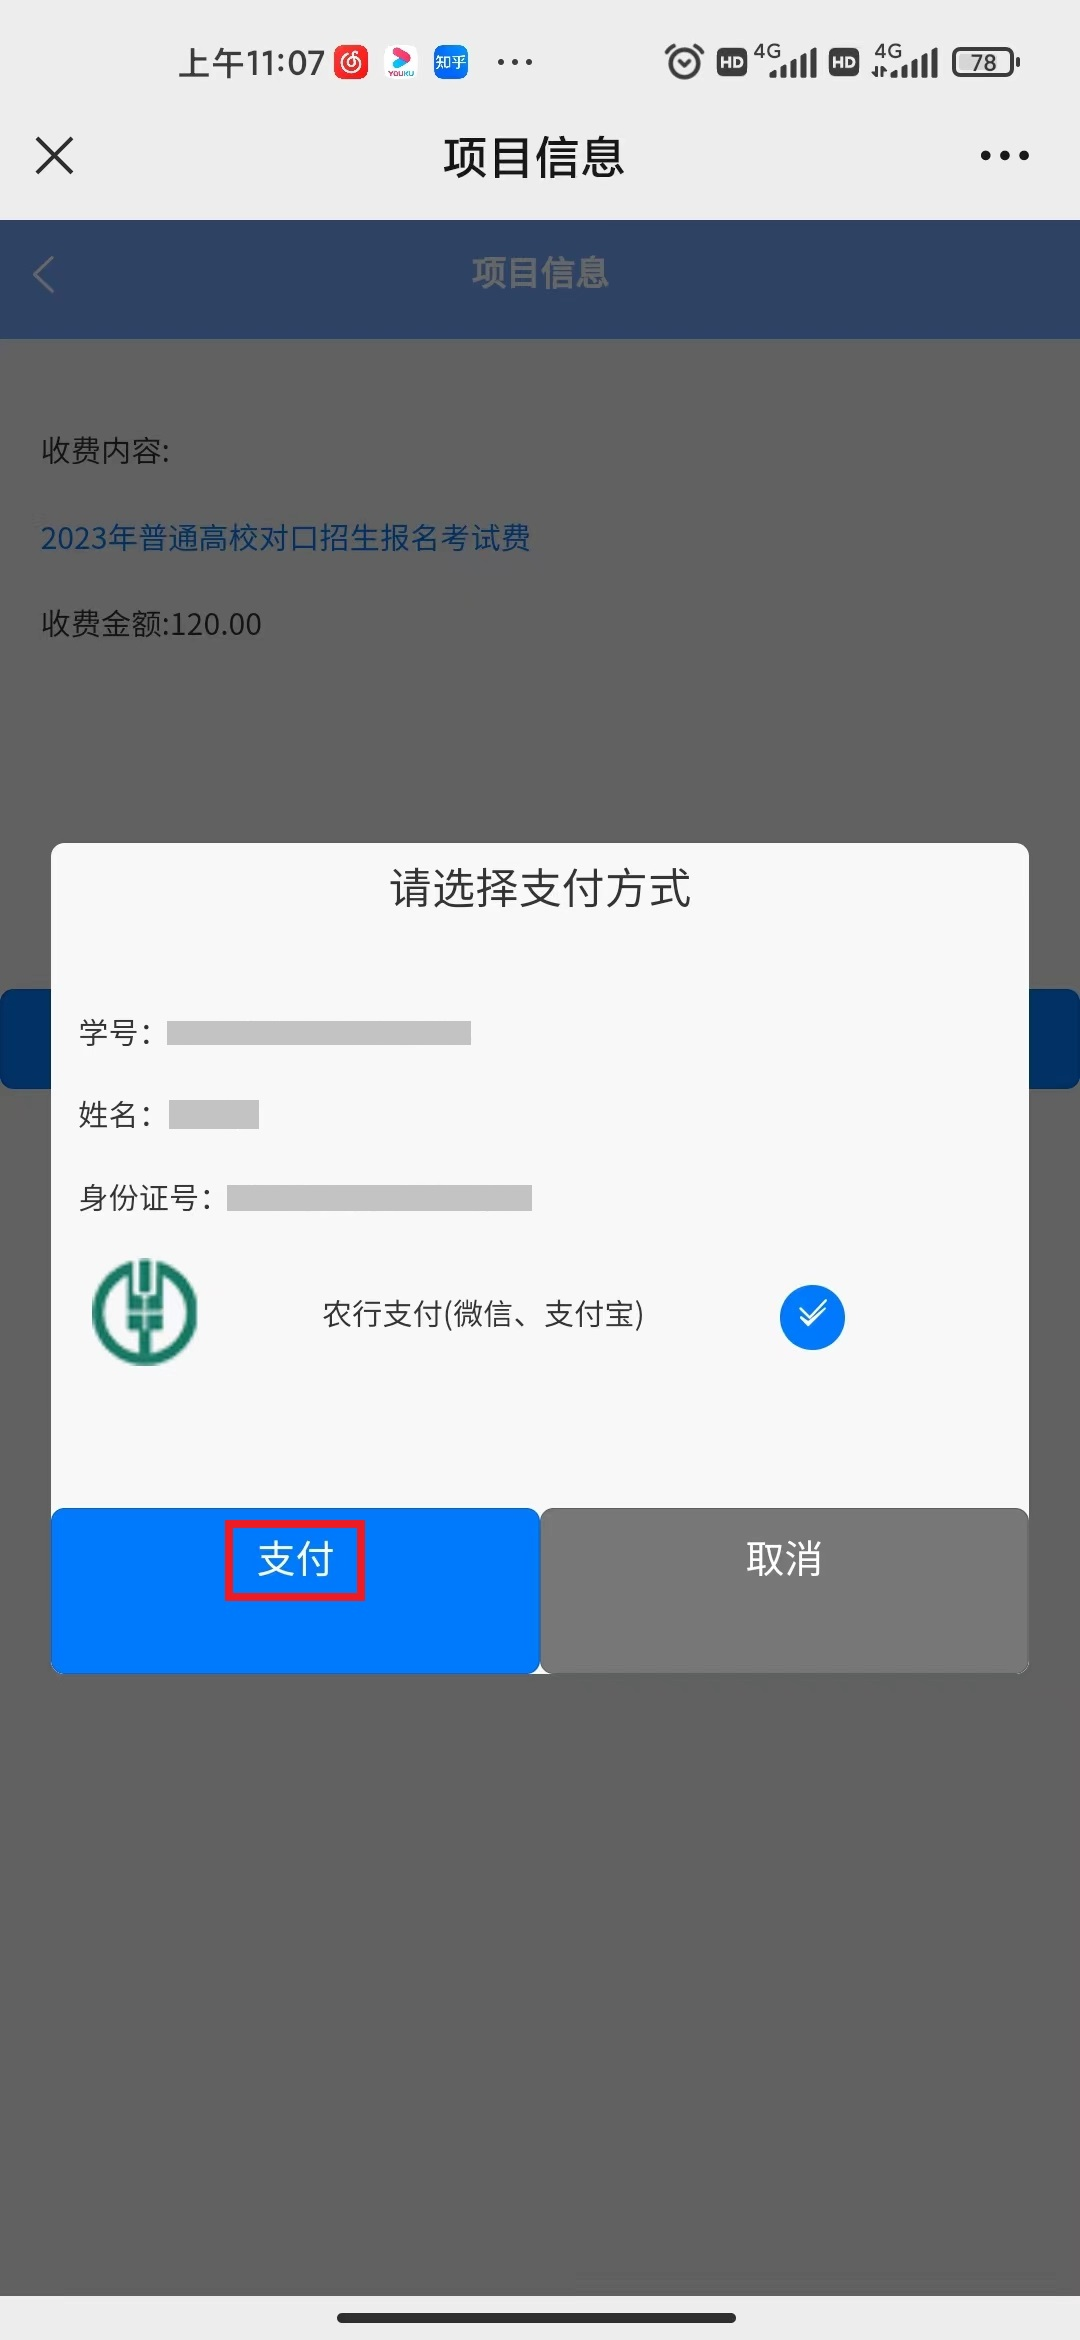 上午11:07 YOUKU 知乎 ··· HD 4G HD 4G 78
项目信息
项目信息
收费内容:
2023年普通高校对口招生报名考试费
收费金额:120.00
请选择支付方式
学号：
姓名：
身份证号：
农行支付(微信、支付宝)
支付 取消